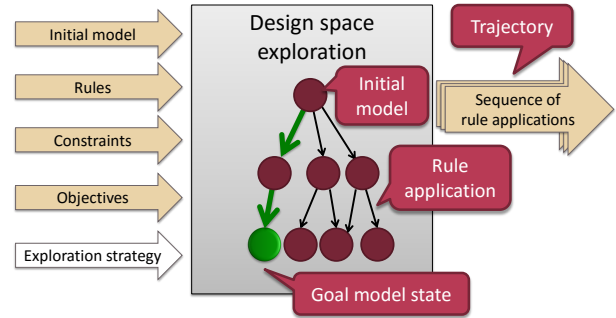 Initial model
Rules
Constraints
Objectives
Exploration strategy
Design space
exploration
Initial
model
Rule
application
Goal model state
Trajectory
Sequence of
rule applications